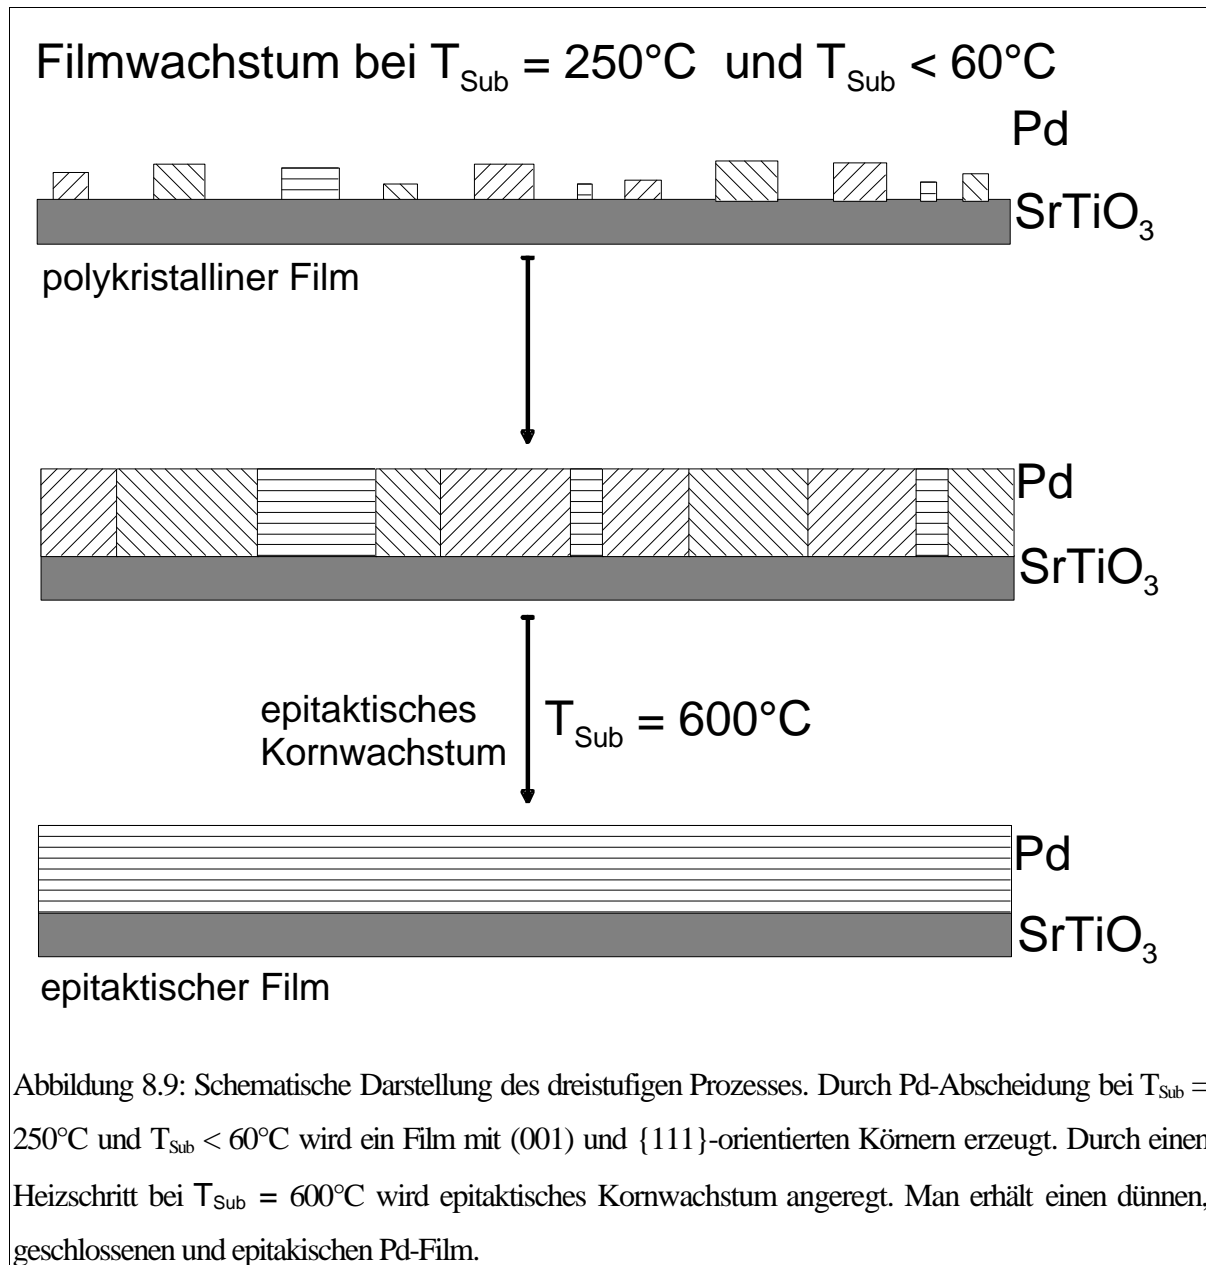 Filmwachstum bei T_Sub = 250°C und T_Sub < 60°C
Pd
SrTiO₃
polykristalliner Film
Pd
SrTiO₃
epitaktisches
Kornwachstum
T_Sub = 600°C
Pd
SrTiO₃
epitaktischer Film
Abbildung 8.9: Schematische Darstellung des dreistufigen Prozesses. Durch Pd-Abscheidung bei T_Sub =
250°C und T_Sub < 60°C wird ein Film mit (001) und {111}-orientierten Körnern erzeugt. Durch einen
Heizschritt bei T_Sub = 600°C wird epitaktisches Kornwachstum angeregt. Man erhält einen dünnen,
geschlossenen und epitakischen Pd-Film.